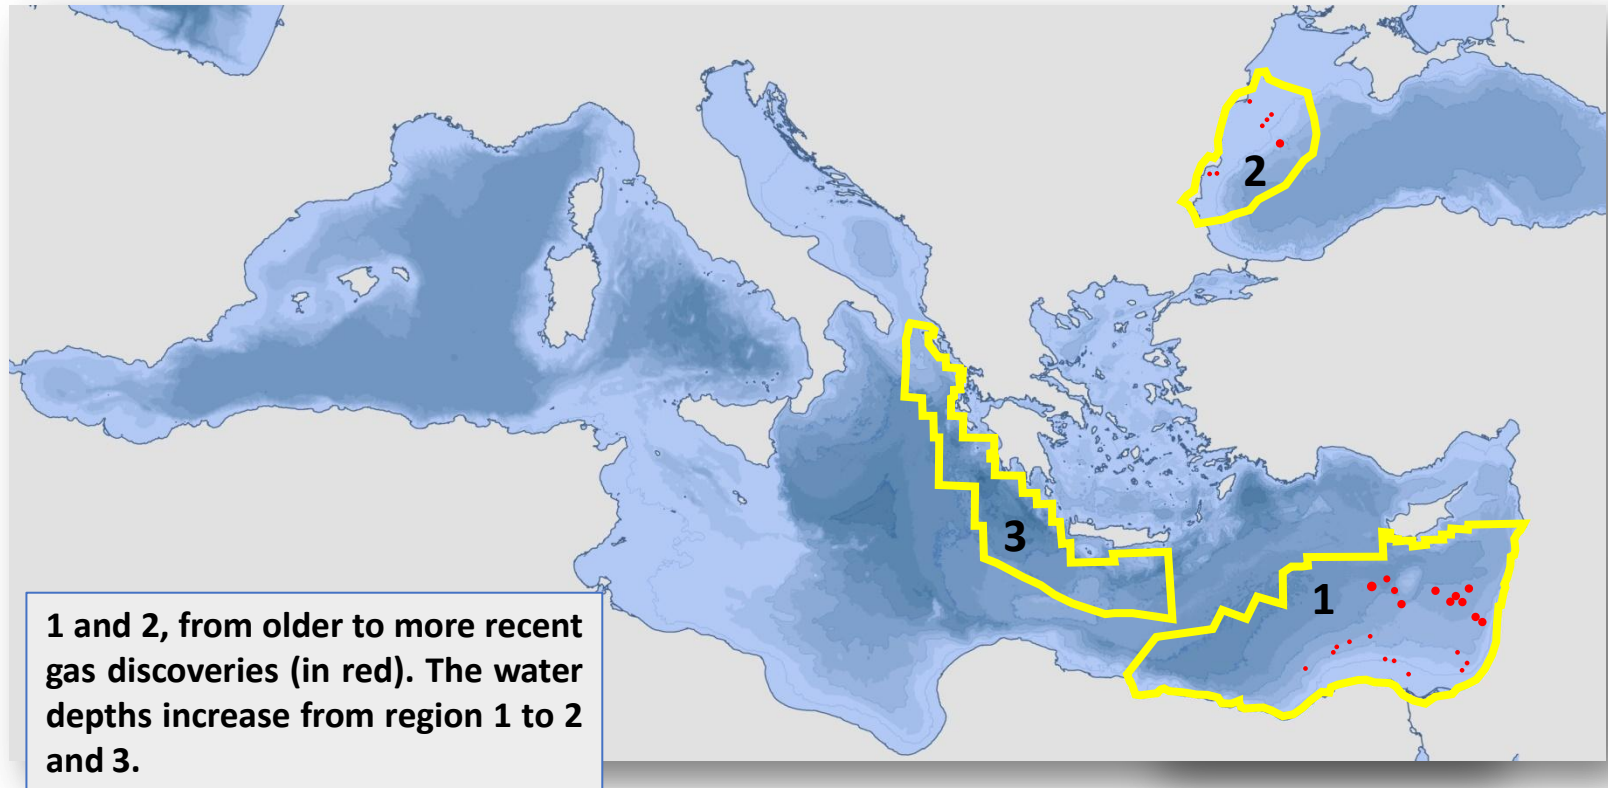 2
3
1
1 and 2, from older to more recent
gas discoveries (in red). The water
depths increase from region 1 to 2
and 3.